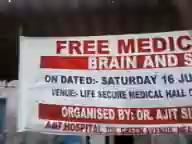 FREE MEDIC
BRAIN AND S
ON DATED:- SATURDAY 16 JU
VENUE:- LIFE SECURE MEDICAL HALL
ORGANISED BY: DR. AJIT
HOSPITAL